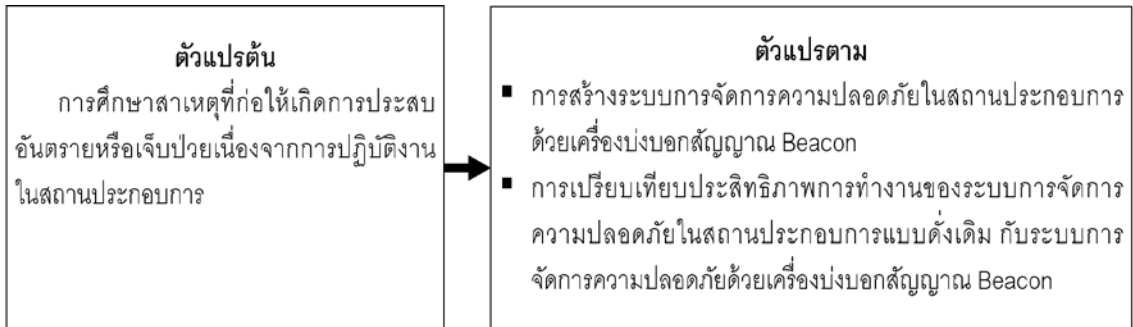 ตัวแปรต้น
การศึกษาสาเหตุที่ก่อให้เกิดการประสบ
อันตรายหรือเจ็บป่วยเนื่องจากการปฏิบัติงาน
ในสถานประกอบการ
ตัวแปรตาม
▪ การสร้างระบบการจัดการความปลอดภัยในสถานประกอบการ
ด้วยเครื่องบ่งบอกสัญญาณ Beacon
▪ การเปรียบเทียบประสิทธิภาพการทำงานของระบบการจัดการ
ความปลอดภัยในสถานประกอบการแบบดั่งเดิม กับระบบการ
จัดการความปลอดภัยด้วยเครื่องบ่งบอกสัญญาณ Beacon